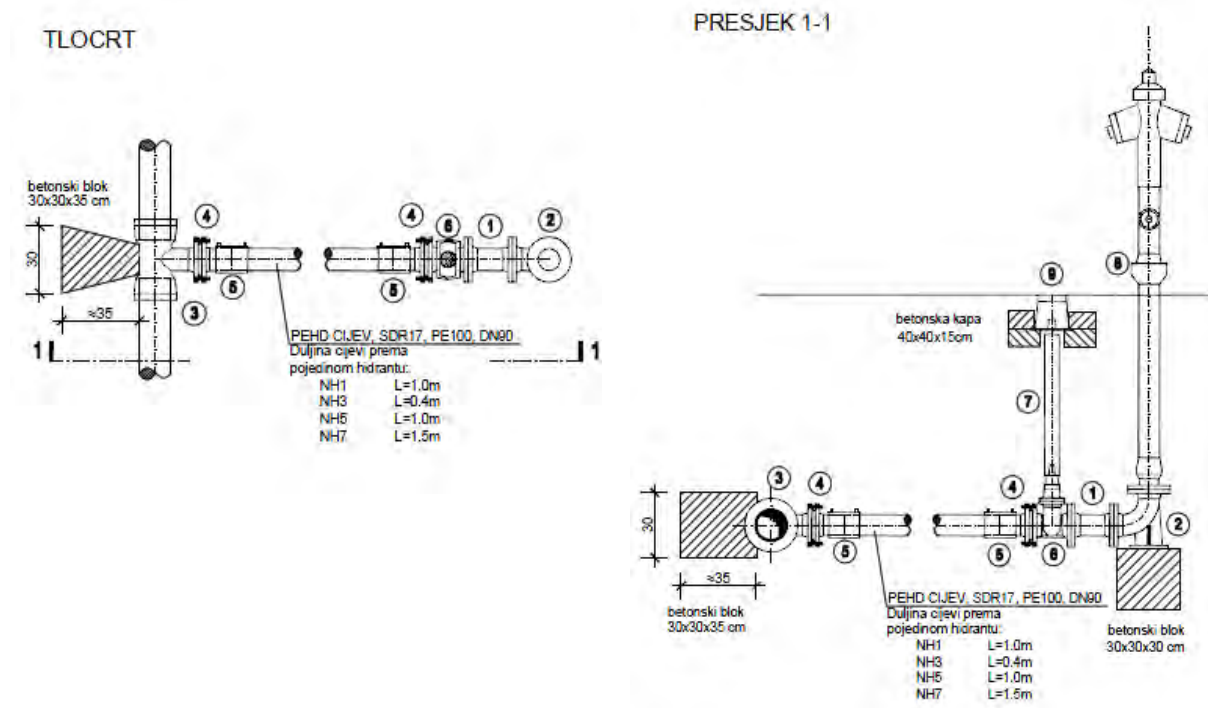 TLOCRT
betonski blok
30x30x35 cm
4
4
6
1
2
30
5
5
3
≈35
1
1
PEHD CIJEV, SDR17, PE100, DN90
Duljina cijevi prema
pojedinom hidrantu:
NH1 L=1.0m
NH3 L=0.4m
NH5 L=1.0m
NH7 L=1.5m
PRESJEK 1-1
8
9
betonska kapa
40x40x15cm
7
3
4
4
1
2
30
5
5
6
≈35
betonski blok
30x30x35 cm
PEHD CIJEV, SDR17, PE100, DN90
Duljina cijevi prema
pojedinom hidrantu:
NH1 L=1.0m
NH3 L=0.4m
NH5 L=1.0m
NH7 L=1.5m
betonski blok
30x30x30 cm